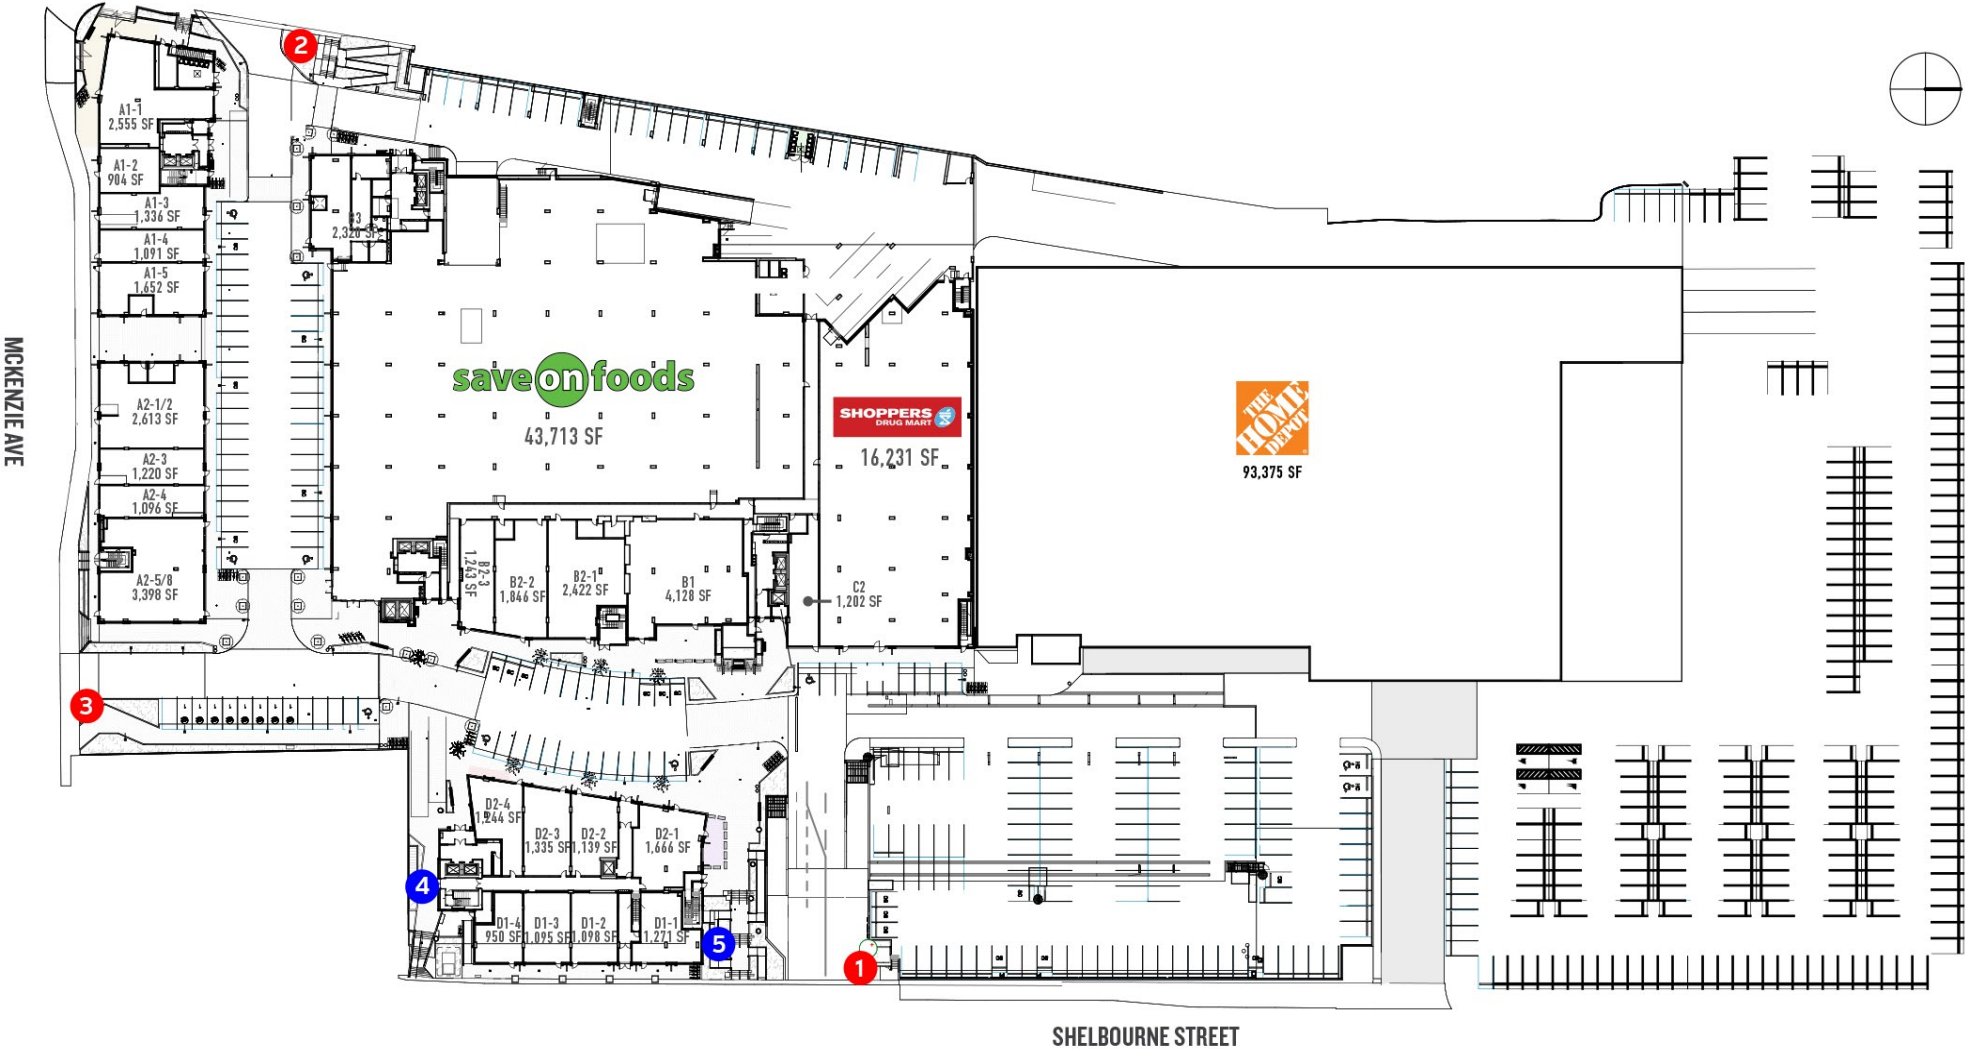 2
A1-1
2,555 SF
A1-2
904 SF
A1-3
1,336 SF
A1-4
1,091 SF
A1-5
1,652 SF
B3
2,320 SF
MCKENZIE AVE
A2-1/2
2,613 SF
A2-3
1,220 SF
A2-4
1,096 SF
A2-5/8
3,398 SF
save on foods
43,713 SF
SHOPPERS
DRUG MART
16,231 SF
THE
HOME
DEPOT
93,375 SF
B2-3
1,243 SF
B2-2
1,846 SF
B2-1
2,422 SF
B1
4,128 SF
C2
1,202 SF
3
D2-4
1,244 SF
D2-3
1,335 SF
D2-2
1,139 SF
D2-1
1,666 SF
4
D1-4
950 SF
D1-3
1,095 SF
D1-2
1,098 SF
D1-1
1,271 SF
5
1
SHELBOURNE STREET